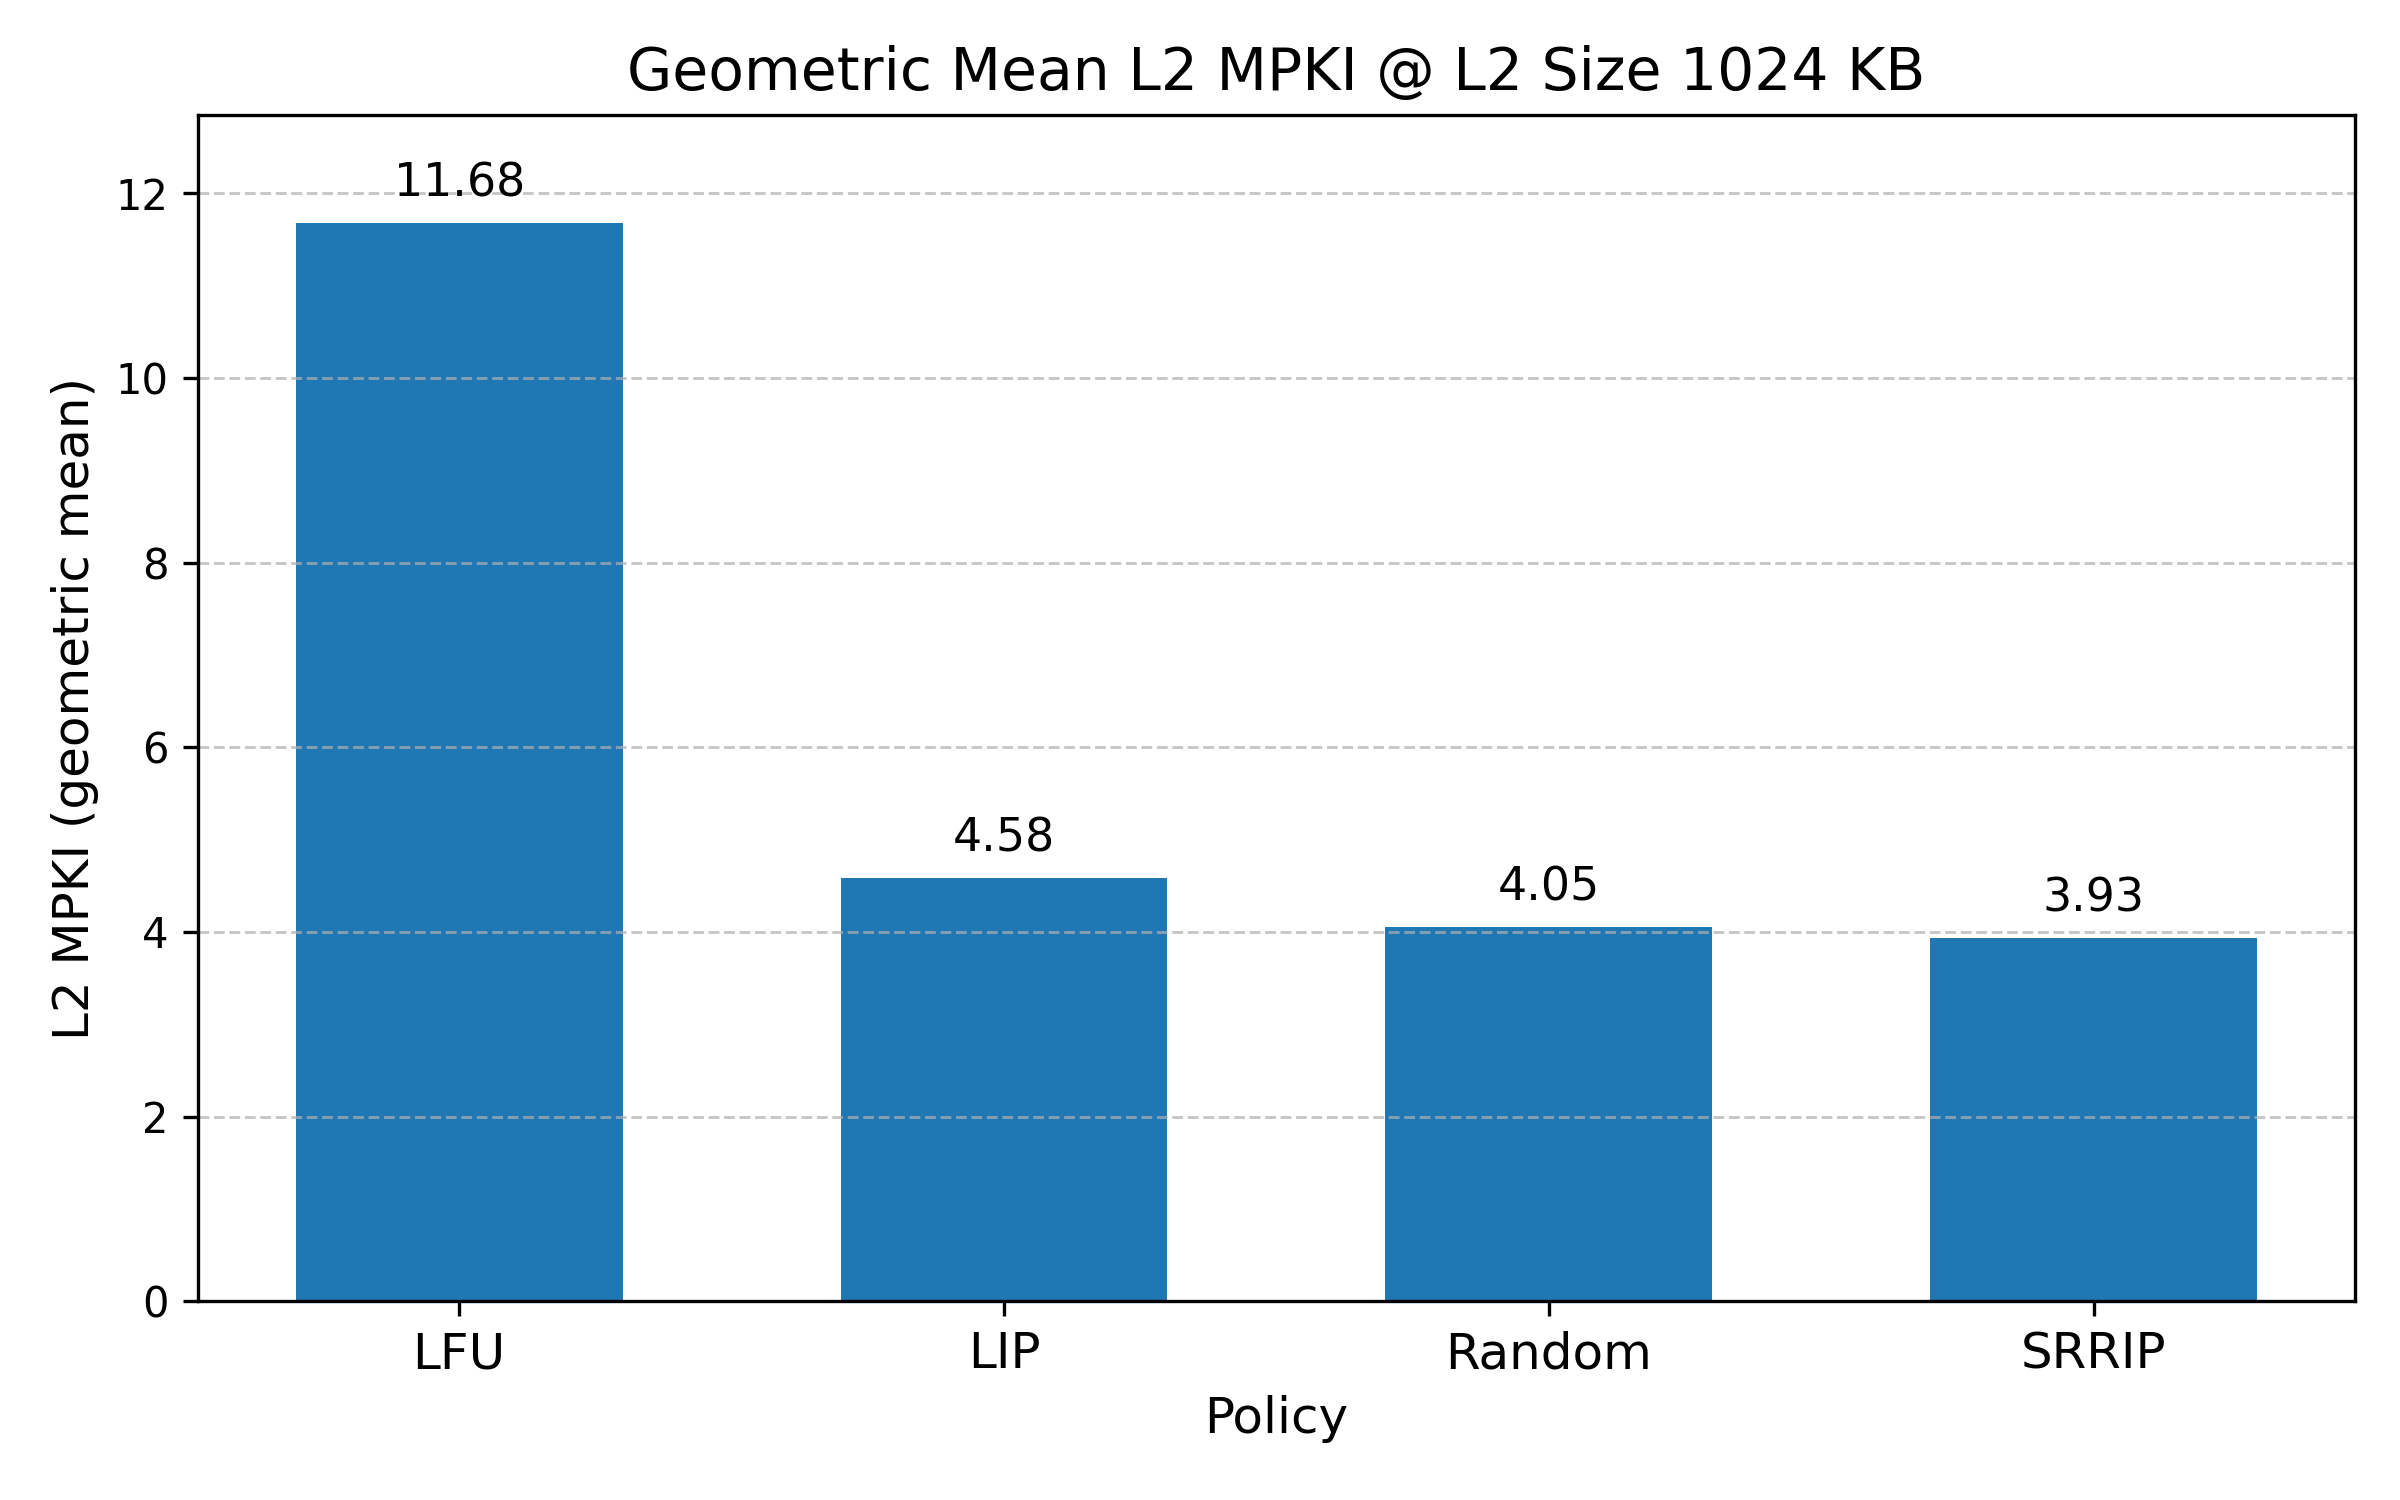 Geometric Mean L2 MPKI @ L2 Size 1024 KB
L2 MPKI (geometric mean)
12
10
8
6
4
2
0
11.68
4.58
4.05
3.93
LFU
LIP
Random
SRRIP
Policy